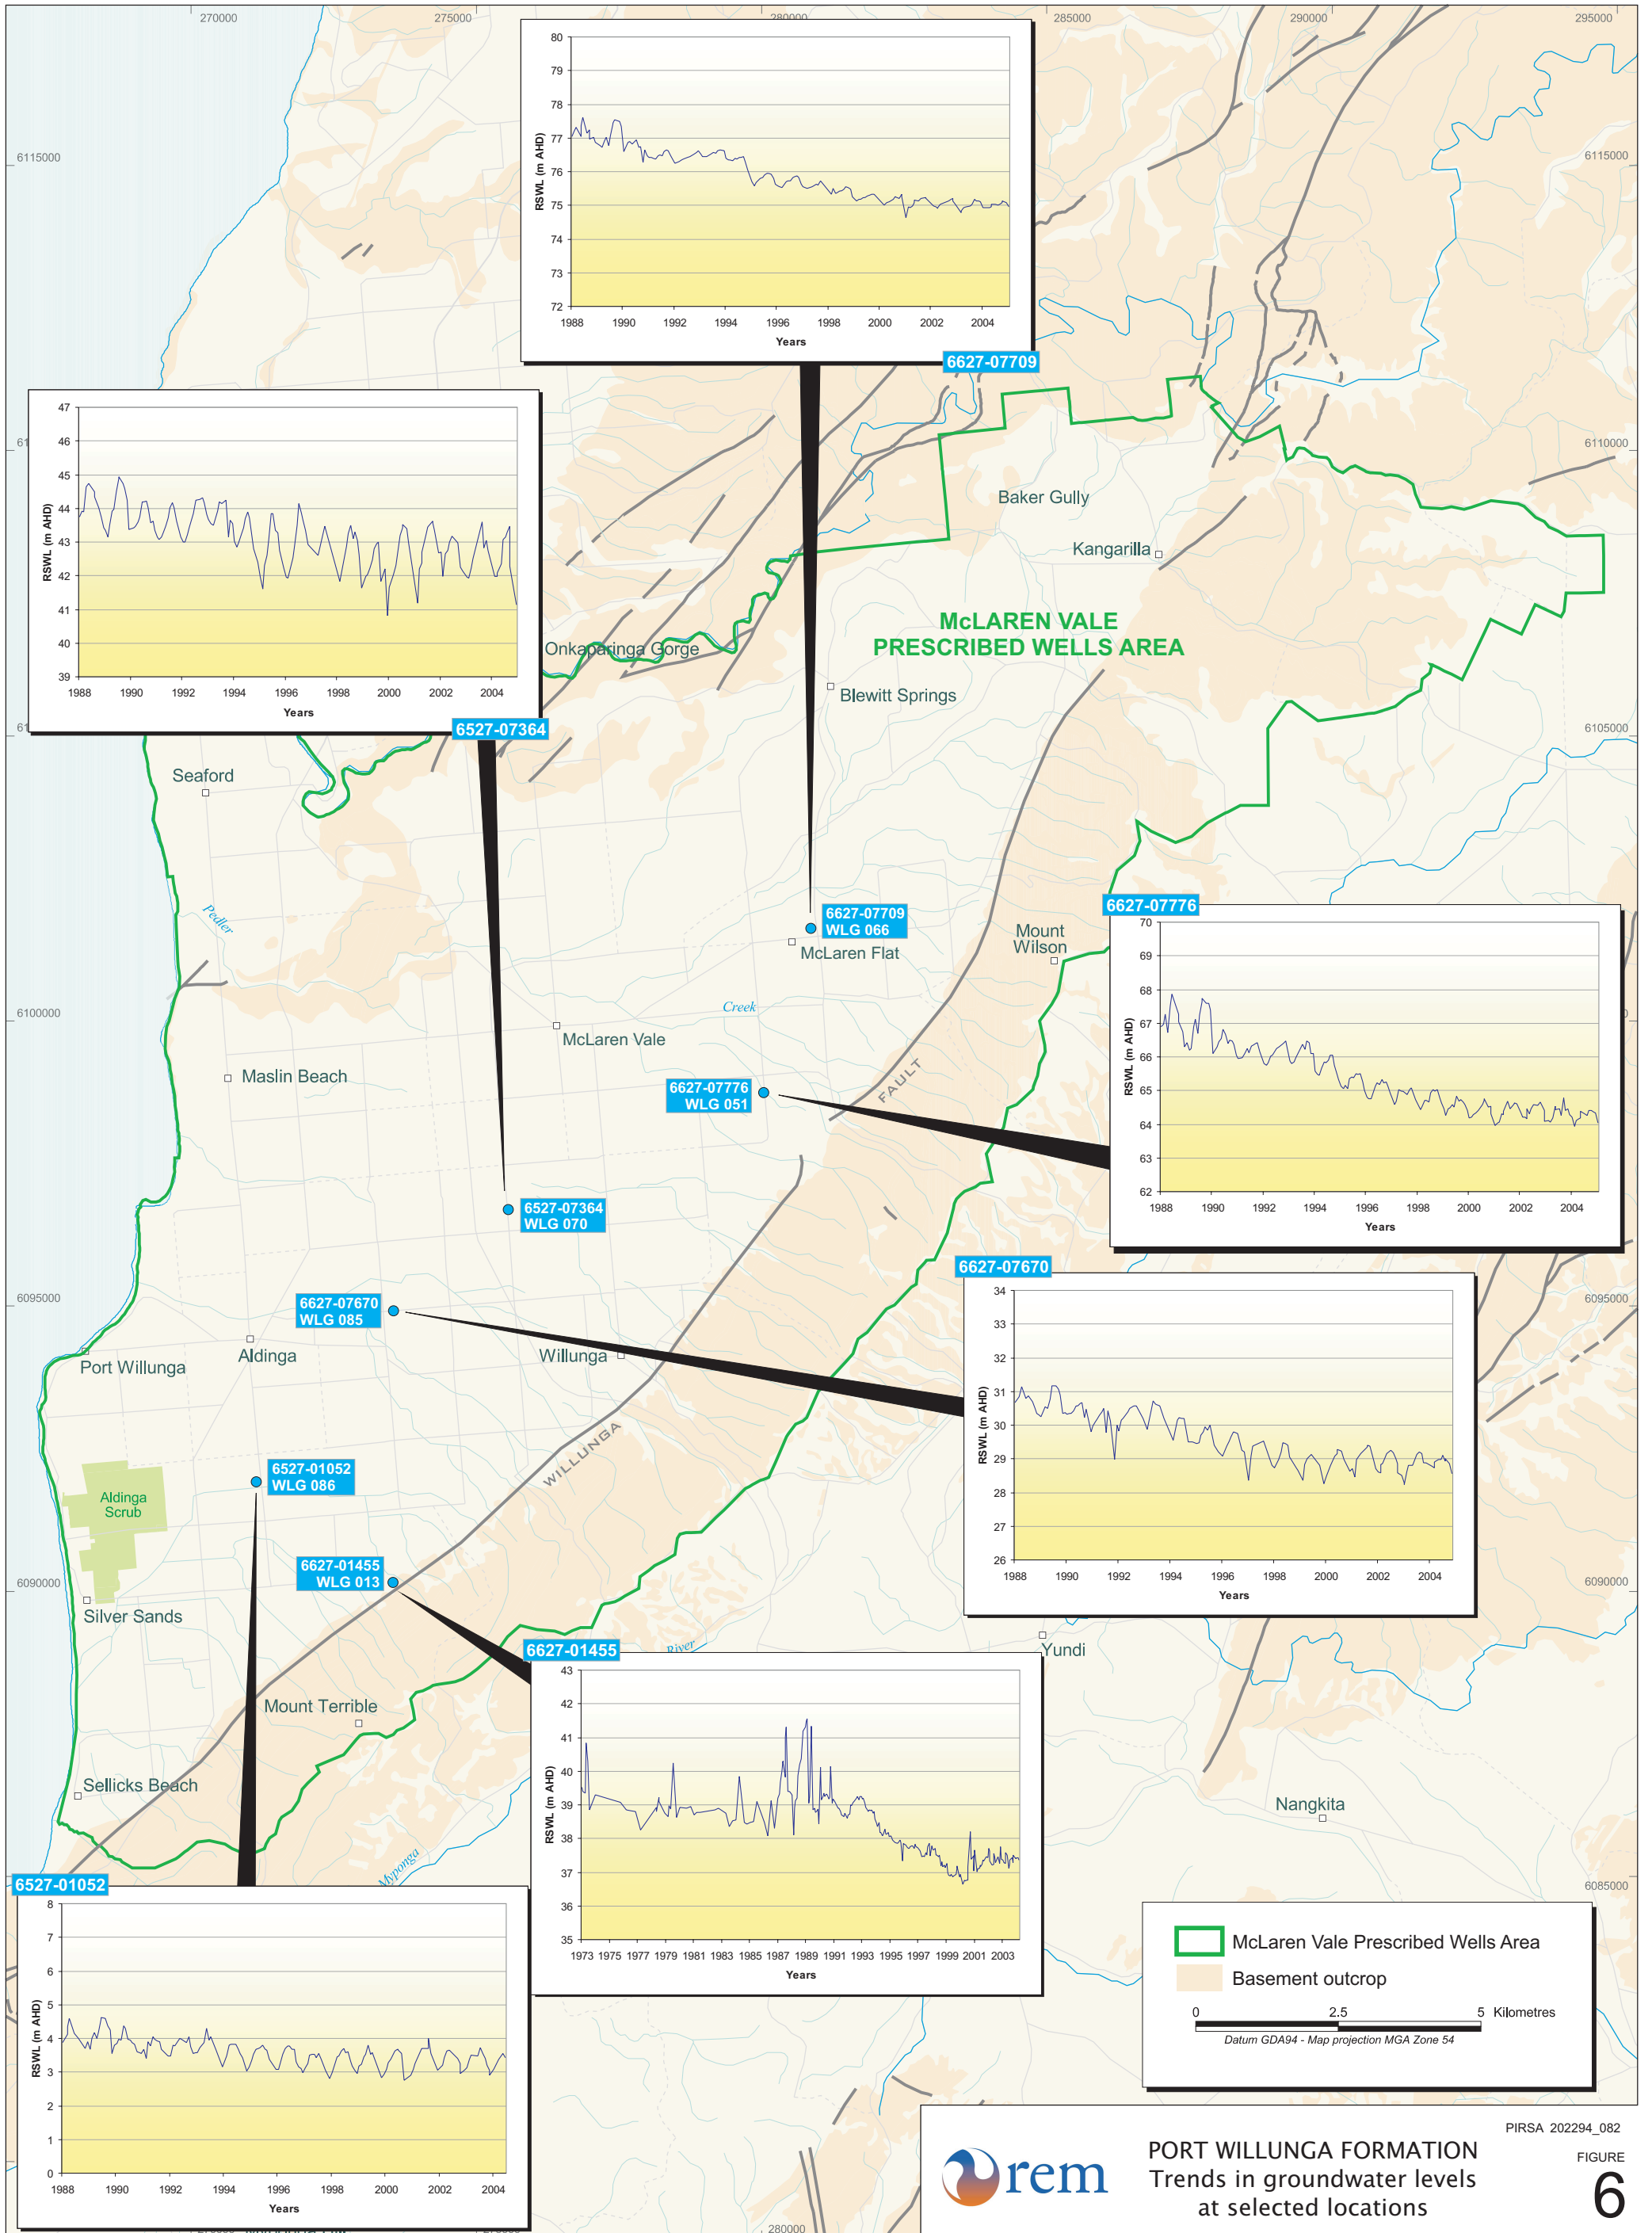 270000
275000
280000
285000
290000
295000
6115000
6115000
6110000
6105000
6100000
6095000
6095000
6090000
6090000
6085000
280000
80
79
78
77
76
75
74
73
72
RSWL (m AHD)
1988 1990 1992 1994 1996 1998 2000 2002 2004
Years
6627-07709
47
46
45
44
43
42
41
40
39
RSWL (m AHD)
1988 1990 1992 1994 1996 1998 2000 2002 2004
Years
6527-07364
Baker Gully
Kangarilla
McLAREN VALE
PRESCRIBED WELLS AREA
Onkaparinga Gorge
Blewitt Springs
Seaford
Pedler
6627-07709
WLG 066
McLaren Flat
Mount
Wilson
Creek
McLaren Vale
Maslin Beach
6627-07776
WLG 051
FAULT
6627-07776
70
69
68
67
66
65
64
63
62
RSWL (m AHD)
1988 1990 1992 1994 1996 1998 2000 2002 2004
Years
6527-07364
WLG 070
6627-07670
WLG 085
Port Willunga
Aldinga
Willunga
6627-07670
34
33
32
31
30
29
28
27
26
RSWL (m AHD)
1988 1990 1992 1994 1996 1998 2000 2002 2004
Years
WILLUNGA
6527-01052
WLG 086
Aldinga
Scrub
6627-01455
WLG 013
Silver Sands
Mount Terrible
Sellicks Beach
River
Yundi
Nangkita
Myponga
6627-01455
43
42
41
40
39
38
37
36
35
RSWL (m AHD)
1973 1975 1977 1979 1981 1983 1985 1987 1989 1991 1993 1995 1997 1999 2001 2003
Years
6527-01052
8
7
6
5
4
3
2
1
0
RSWL (m AHD)
1988 1990 1992 1994 1996 1998 2000 2002 2004
Years
McLaren Vale Prescribed Wells Area
Basement outcrop
0 2.5 5 Kilometres
Datum GDA94 - Map projection MGA Zone 54
PIRSA 202294_082
rem
PORT WILLUNGA FORMATION
Trends in groundwater levels
at selected locations
FIGURE
6